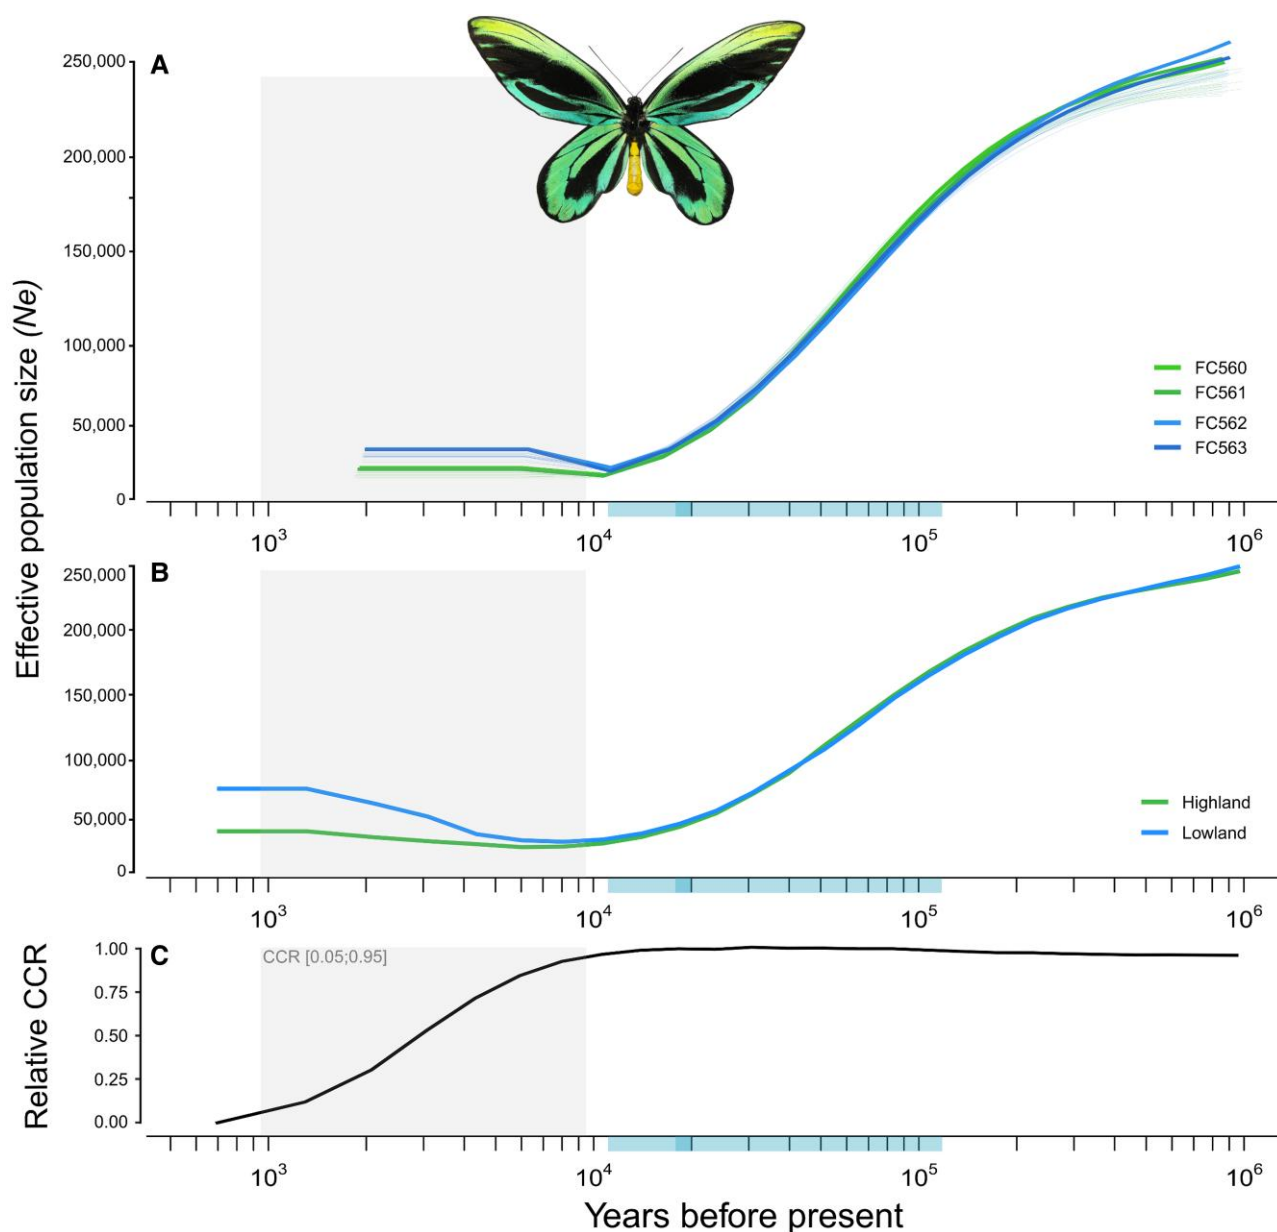 A
250,000
200,000
150,000
100,000
50,000
0
FC560
FC561
FC562
FC563
10³ 10⁴ 10⁵ 10⁶
Effective population size (Ne)
B
250,000
200,000
150,000
100,000
50,000
0
Highland
Lowland
10³ 10⁴ 10⁵ 10⁶
Relative CCR
C
CCR [0.05;0.95]
1.00
0.75
0.50
0.25
0.00
10³ 10⁴ 10⁵ 10⁶
Years before present